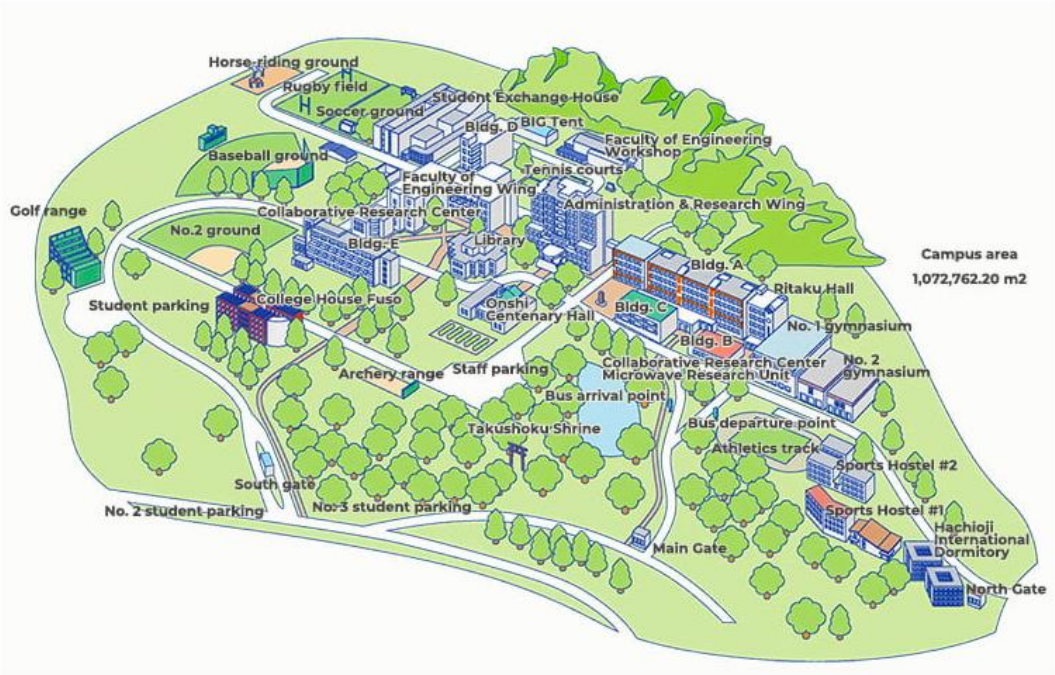 Horse-riding ground
Rugby field
Student Exchange House
Soccer ground
BIG Tent
Bldg. D
Faculty of Engineering
Workshop
Baseball ground
Tennis courts
Faculty of
Engineering Wing
Administration & Research Wing
Golf range
Collaborative Research Center
No.2 ground
Bldg. E
Library
Campus area
1,072,762.20 m2
Bldg. A
Ritaku Hall
Student parking
College House Fuso
Onshi
Centenary Hall
Bldg. C
No. 1 gymnasium
Bldg. B
Collaborative Research Center
Microwave Research Unit
No. 2
gymnasium
Archery range
Staff parking
Bus arrival point
Bus departure point
Takushoku Shrine
Athletics track
Sports Hostel #2
South gate
No. 2 student parking
No. 3 student parking
Sports Hostel #1
Hachioji
International
Dormitory
Main Gate
North Gate